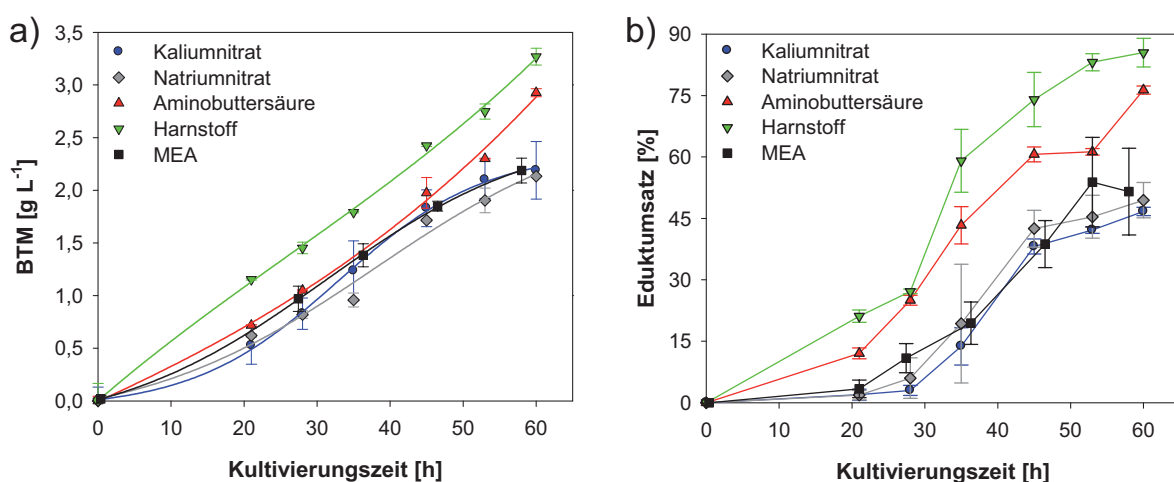 a)
BTM [g L-1]
3,5
3,0
2,5
2,0
1,5
1,0
0,5
0,0
Kaliumnitrat
Natriumnitrat
Aminobuttersäure
Harnstoff
MEA
0 10 20 30 40 50 60
Kultivierungszeit [h]
b)
Eduktumsatz [%]
90
75
60
45
30
15
0
Kaliumnitrat
Natriumnitrat
Aminobuttersäure
Harnstoff
MEA
0 10 20 30 40 50 60
Kultivierungszeit [h]